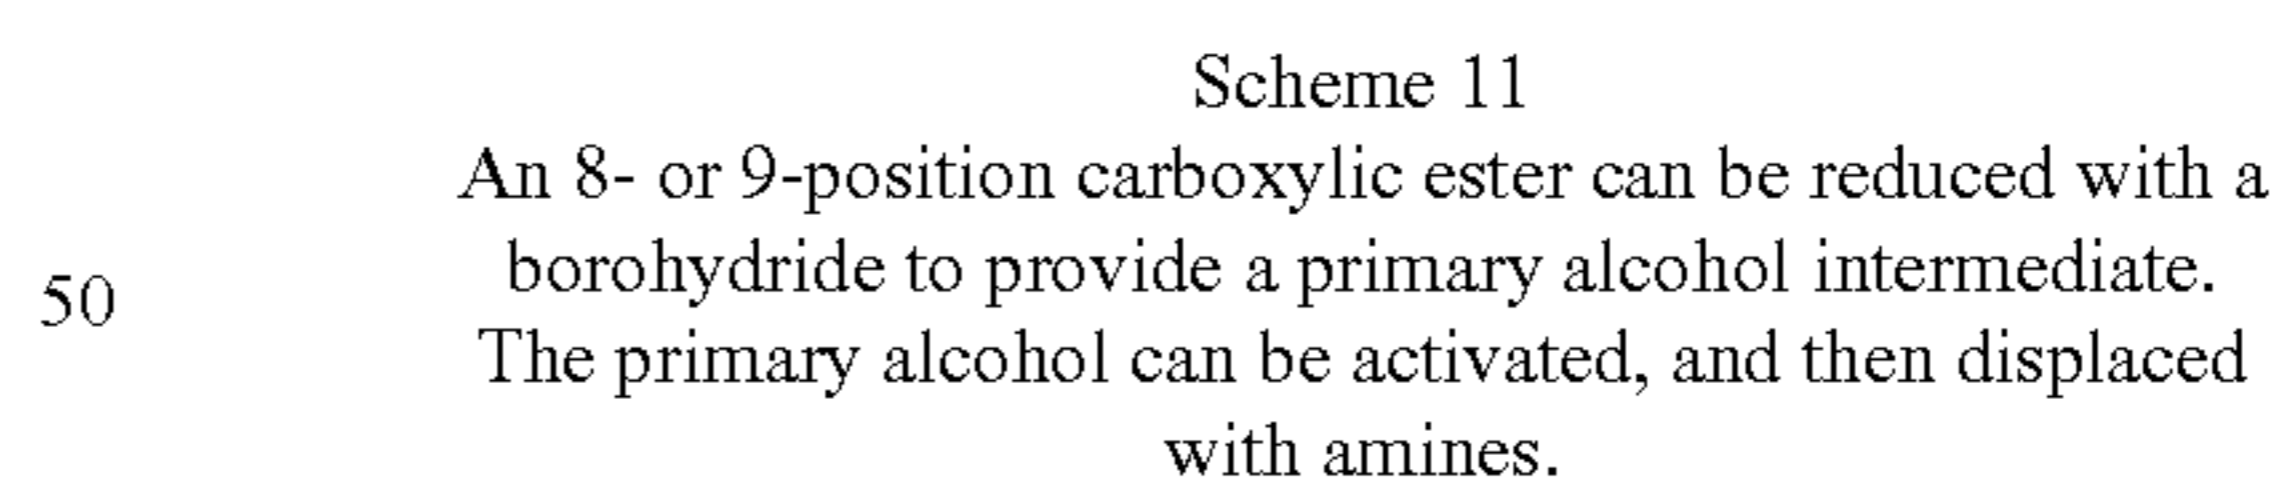 Scheme 11
An 8- or 9-position carboxylic ester can be reduced with a
borohydride to provide a primary alcohol intermediate.
50
The primary alcohol can be activated, and then displaced
with amines.